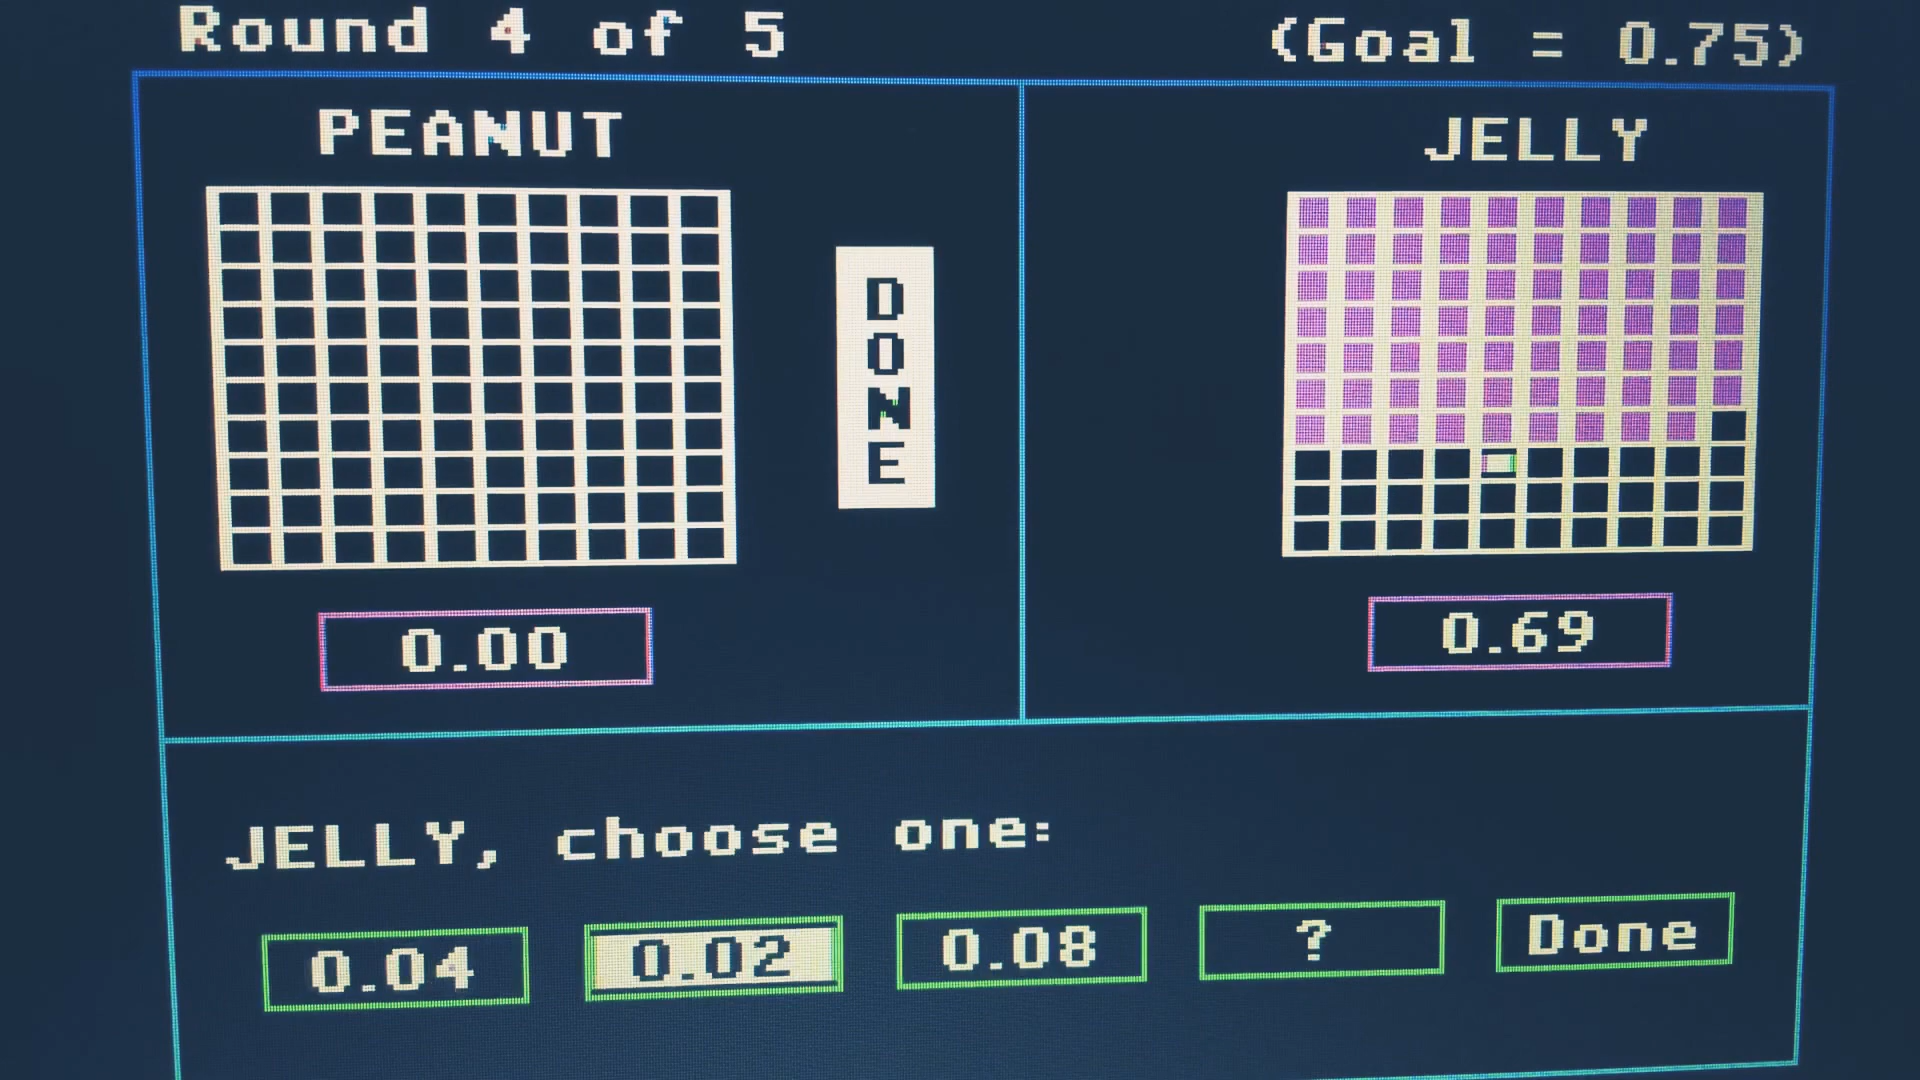 Round 4 of 5 (Goal = 0.75)
PEANUT
JELLY
DONE
0.00
0.69
JELLY, choose one:
0.04 0.02 0.08 ? Done